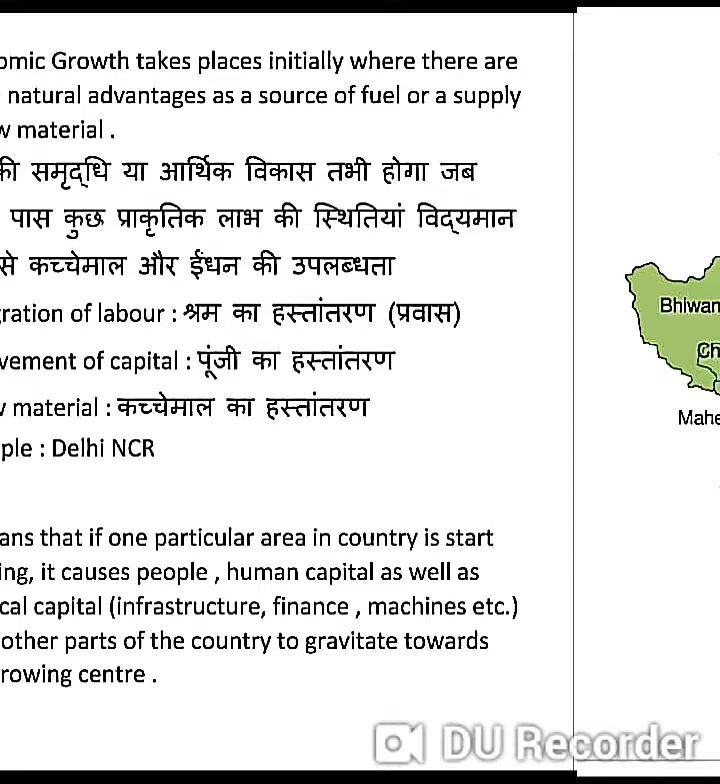 omic Growth takes places initially where there are
natural advantages as a source of fuel or a supply
w material .
की समृद्धि या आर्थिक विकास तभी होगा जब
पास कुछ प्राकृतिक लाभ की स्थितियां विद्यमान
से कच्चेमाल और ईंधन की उपलब्धता
gration of labour : श्रम का हस्तांतरण (प्रवास)
vement of capital : पूंजी का हस्तांतरण
w material : कच्चेमाल का हस्तांतरण
ple : Delhi NCR
ans that if one particular area in country is start
ing, it causes people , human capital as well as
cal capital (infrastructure, finance , machines etc.)
other parts of the country to gravitate towards
rowing centre .
Bhiwan
Ch
Mahe
DU Recorder